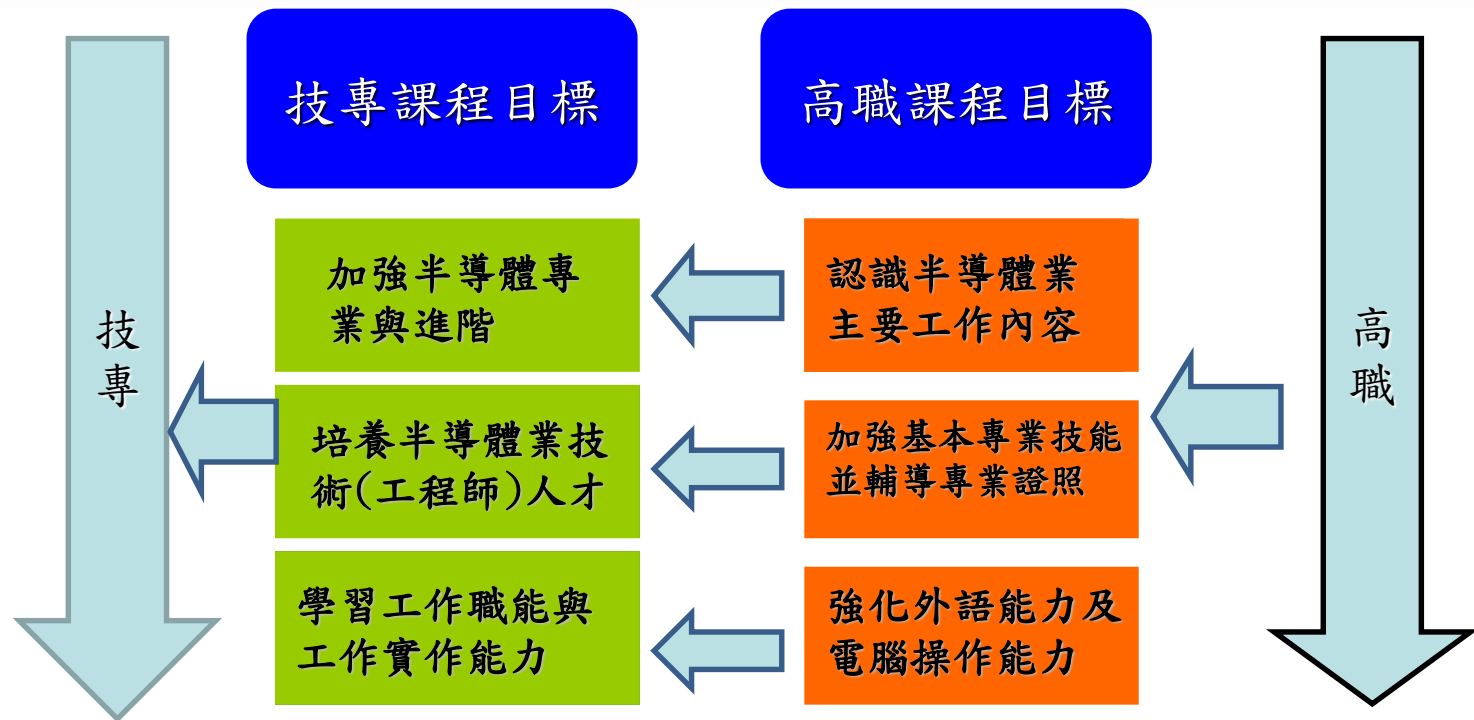 技專課程目標
高職課程目標
技
專
加強半導體專
業與進階
認識半導體業
主要工作內容
高
職
培養半導體業技
術(工程師)人才
加強基本專業技能
並輔導專業證照
學習工作職能與
工作實作能力
強化外語能力及
電腦操作能力